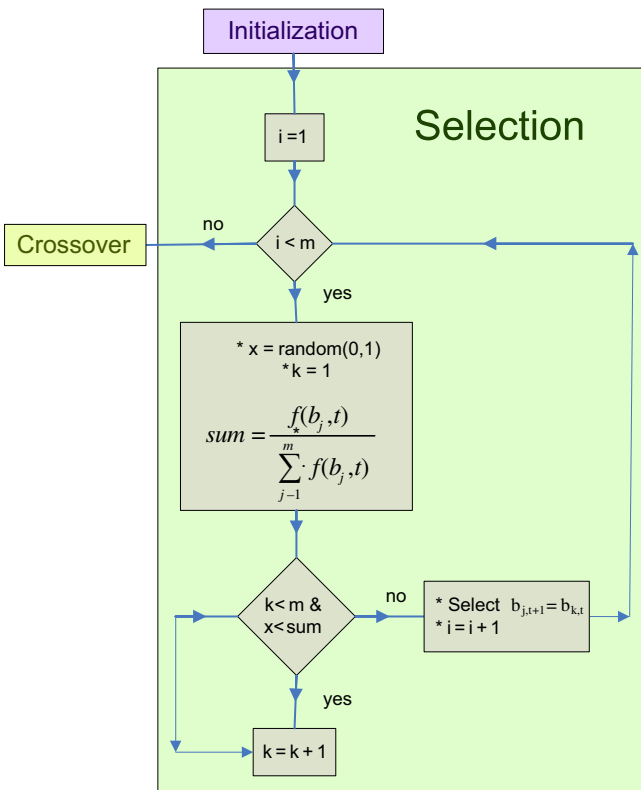 Initialization
Selection
i =1
Crossover
no
i < m
yes
* x = random(0,1)
*k = 1
sum = f(b_j,t) / * ∑_{j-1}^{m} · f(b_j,t)
k< m &
x<sum
no
* Select b_{j,t+1}=b_{k,t}
* i = i + 1
yes
k = k + 1